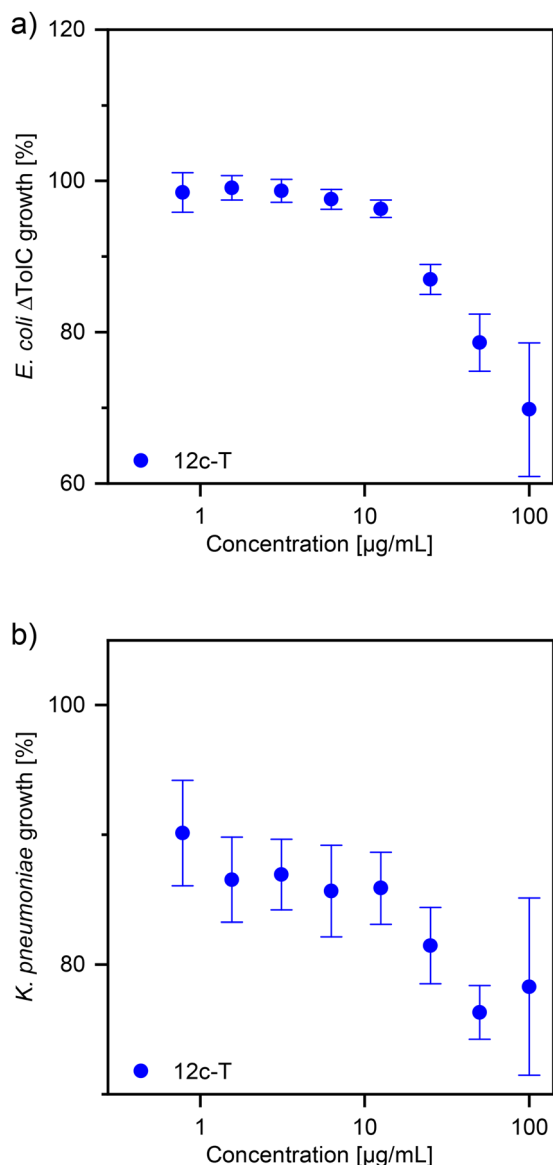 a)
120
100
80
60
E. coli ΔTolC growth [%]
12c-T
1
10
100
Concentration [µg/mL]
b)
100
80
K. pneumoniae growth [%]
12c-T
1
10
100
Concentration [µg/mL]